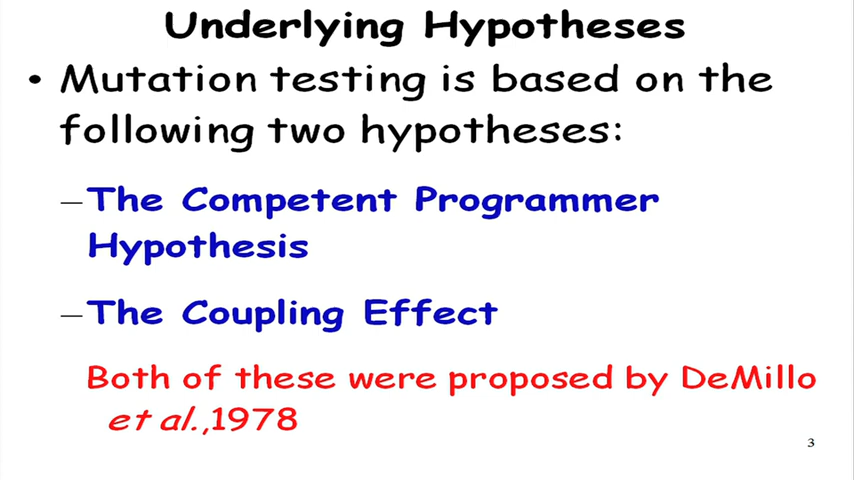 Underlying Hypotheses
• Mutation testing is based on the
following two hypotheses:
–The Competent Programmer
Hypothesis
–The Coupling Effect
Both of these were proposed by DeMillo
et al.,1978
3